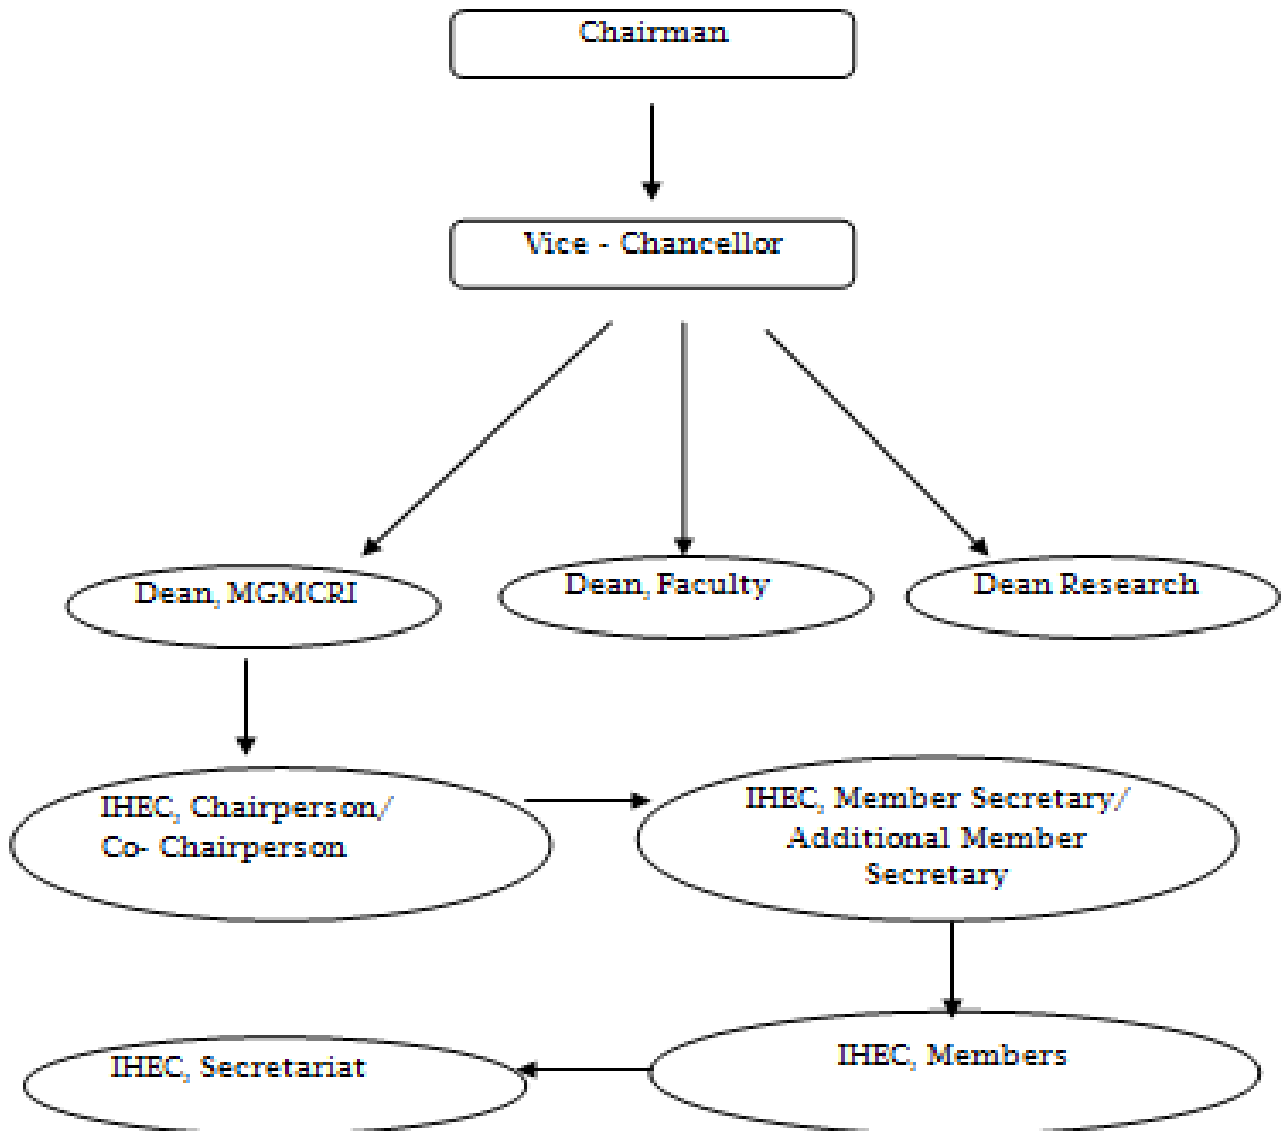 Chairman
Vice - Chancellor
Dean, MGMCRI
Dean, Faculty
Dean Research
IHEC, Chairperson/
Co- Chairperson
IHEC, Member Secretary/
Additional Member
Secretary
IHEC, Members
IHEC, Secretariat